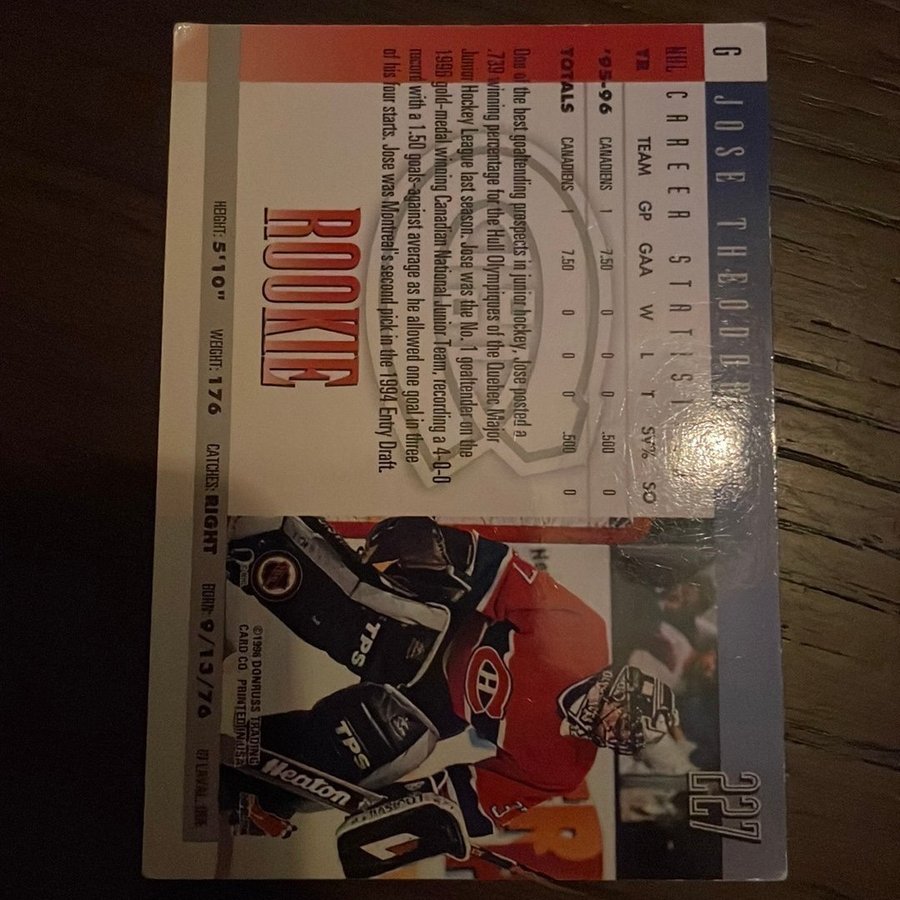 G JOSE THEODORE
227
NHL CAREER STATISTICS
YR TEAM GP GAA W L T SV% SO
'95-96 CANADIENS 1 7.50 0 0 0 .500 0
TOTALS CANADIENS 1 7.50 0 0 0 .500 0
One of the best goaltending prospects in junior hockey, Jose posted a
.739 winning percentage for the Hull Olympiques of the Quebec Major
Junior Hockey League last season. Jose was the No. 1 goaltender on the
1996 gold-medal winning Canadian National Junior Team, recording a 4-0-0
record with a 1.50 goals-against average as he allowed one goal in three
of his four starts. Jose was Montreal's second pick in the 1994 Entry Draft.
ROOKIE
HEIGHT: 5'10" WEIGHT: 176 CATCHES: RIGHT BORN: 9/13/76
©1996 DONRUSS TRADING
CARD CO PRINTED IN USA
TPS
TPS
Heaton
NHL